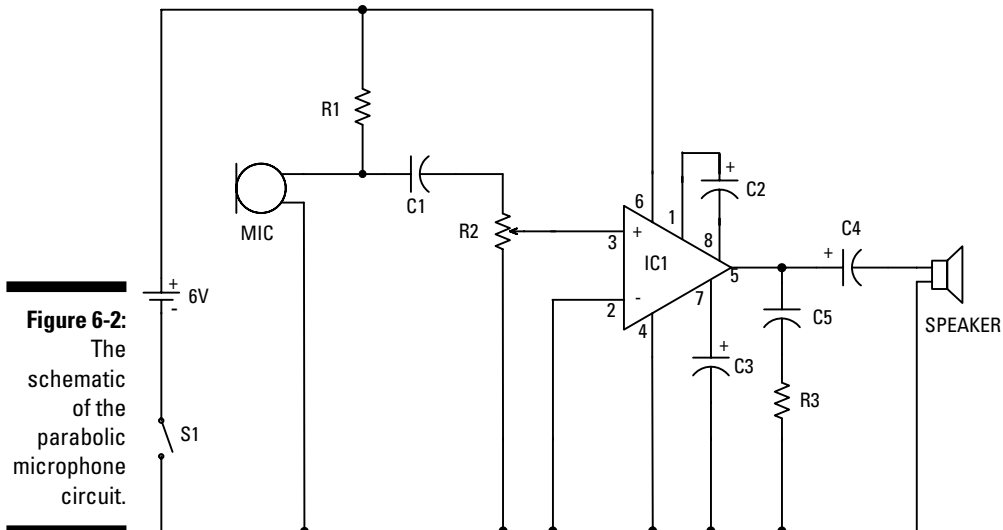 R1
MIC
C1
R2
6
1
+
C2
8
3
+
IC1
5
2
-
7
4
+
C3
C4
+
C5
R3
SPEAKER
+
6V
-
S1
Figure 6-2:
The
schematic
of the
parabolic
microphone
circuit.